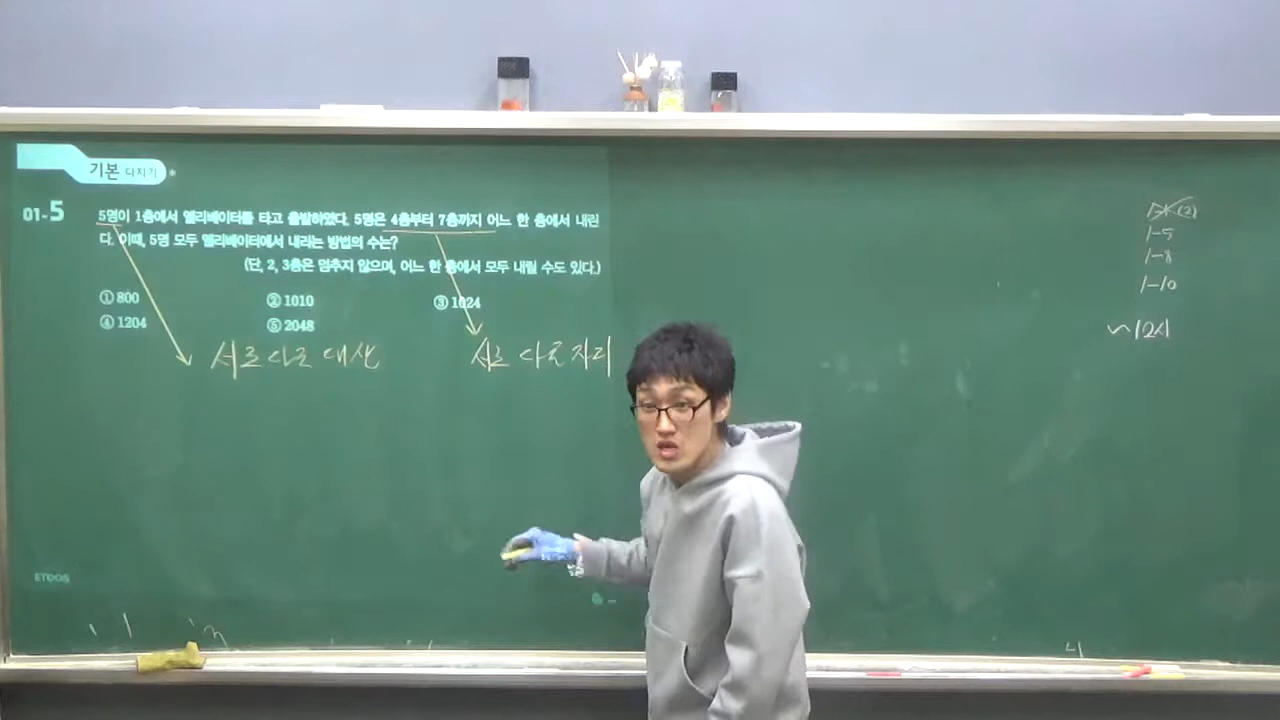 기본 다지기
01-5
5명이 1층에서 엘리베이터를 타고 출발하였다. 5명은 4층부터 7층까지 어느 한 층에서 내린
다. 이때, 5명 모두 엘리베이터에서 내리는 방법의 수는?
(단, 2, 3층은 멈추지 않으며, 어느 한 층에서 모두 내릴 수도 있다.)
① 800 ② 1010 ③ 1024
④ 1204 ⑤ 2048
서로 다른 대상 서로 다른 자리
ETOOS
1-5
1-8
1-10
~12시